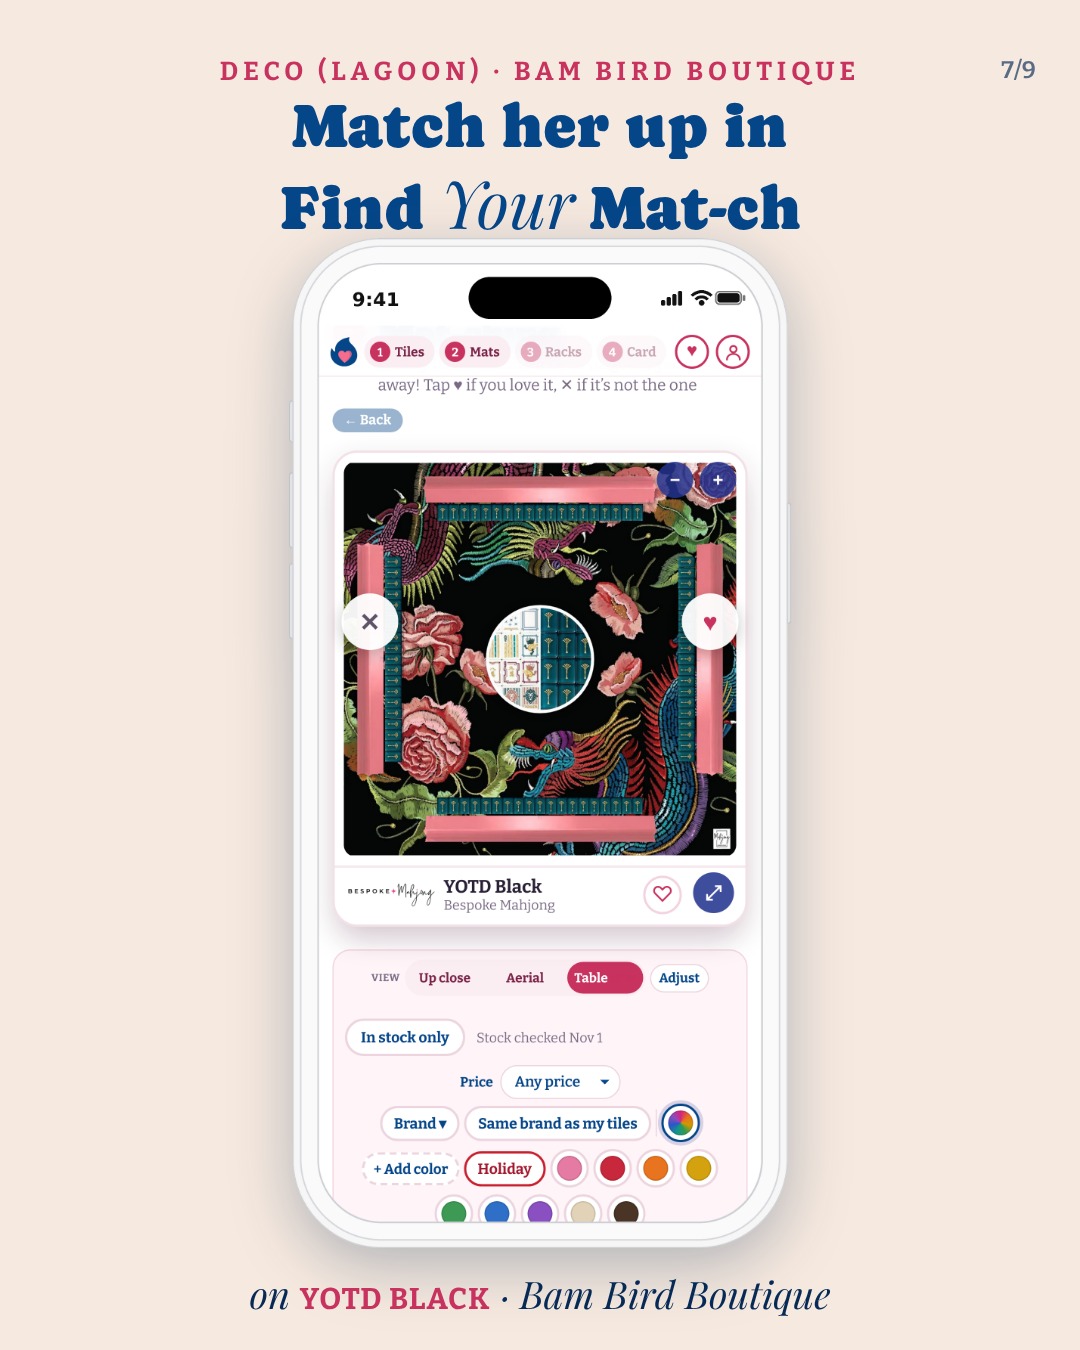 DECO (LAGOON) · BAM BIRD BOUTIQUE
7/9
Match her up in
Find Your Mat-ch
9:41
1 Tiles 2 Mats 3 Racks 4 Card
away! Tap ♥ if you love it, ✕ if it's not the one
← Back
BESPOKE Mahjong
YOTD Black
Bespoke Mahjong
VIEW Up close Aerial Table Adjust
In stock only Stock checked Nov 1
Price Any price
Brand ▾ Same brand as my tiles
+ Add color Holiday
on YOTD BLACK · Bam Bird Boutique